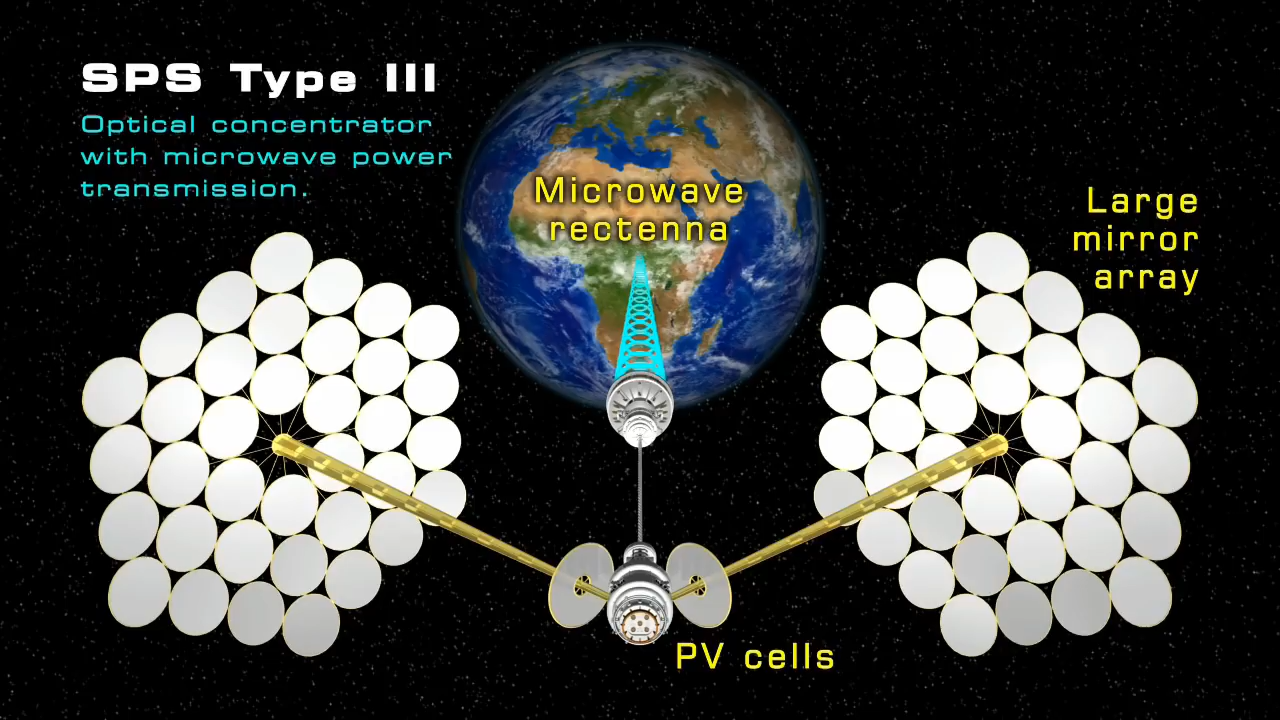 SPS Type III
Optical concentrator
with microwave power
transmission.
Microwave
rectenna
Large
mirror
array
PV cells